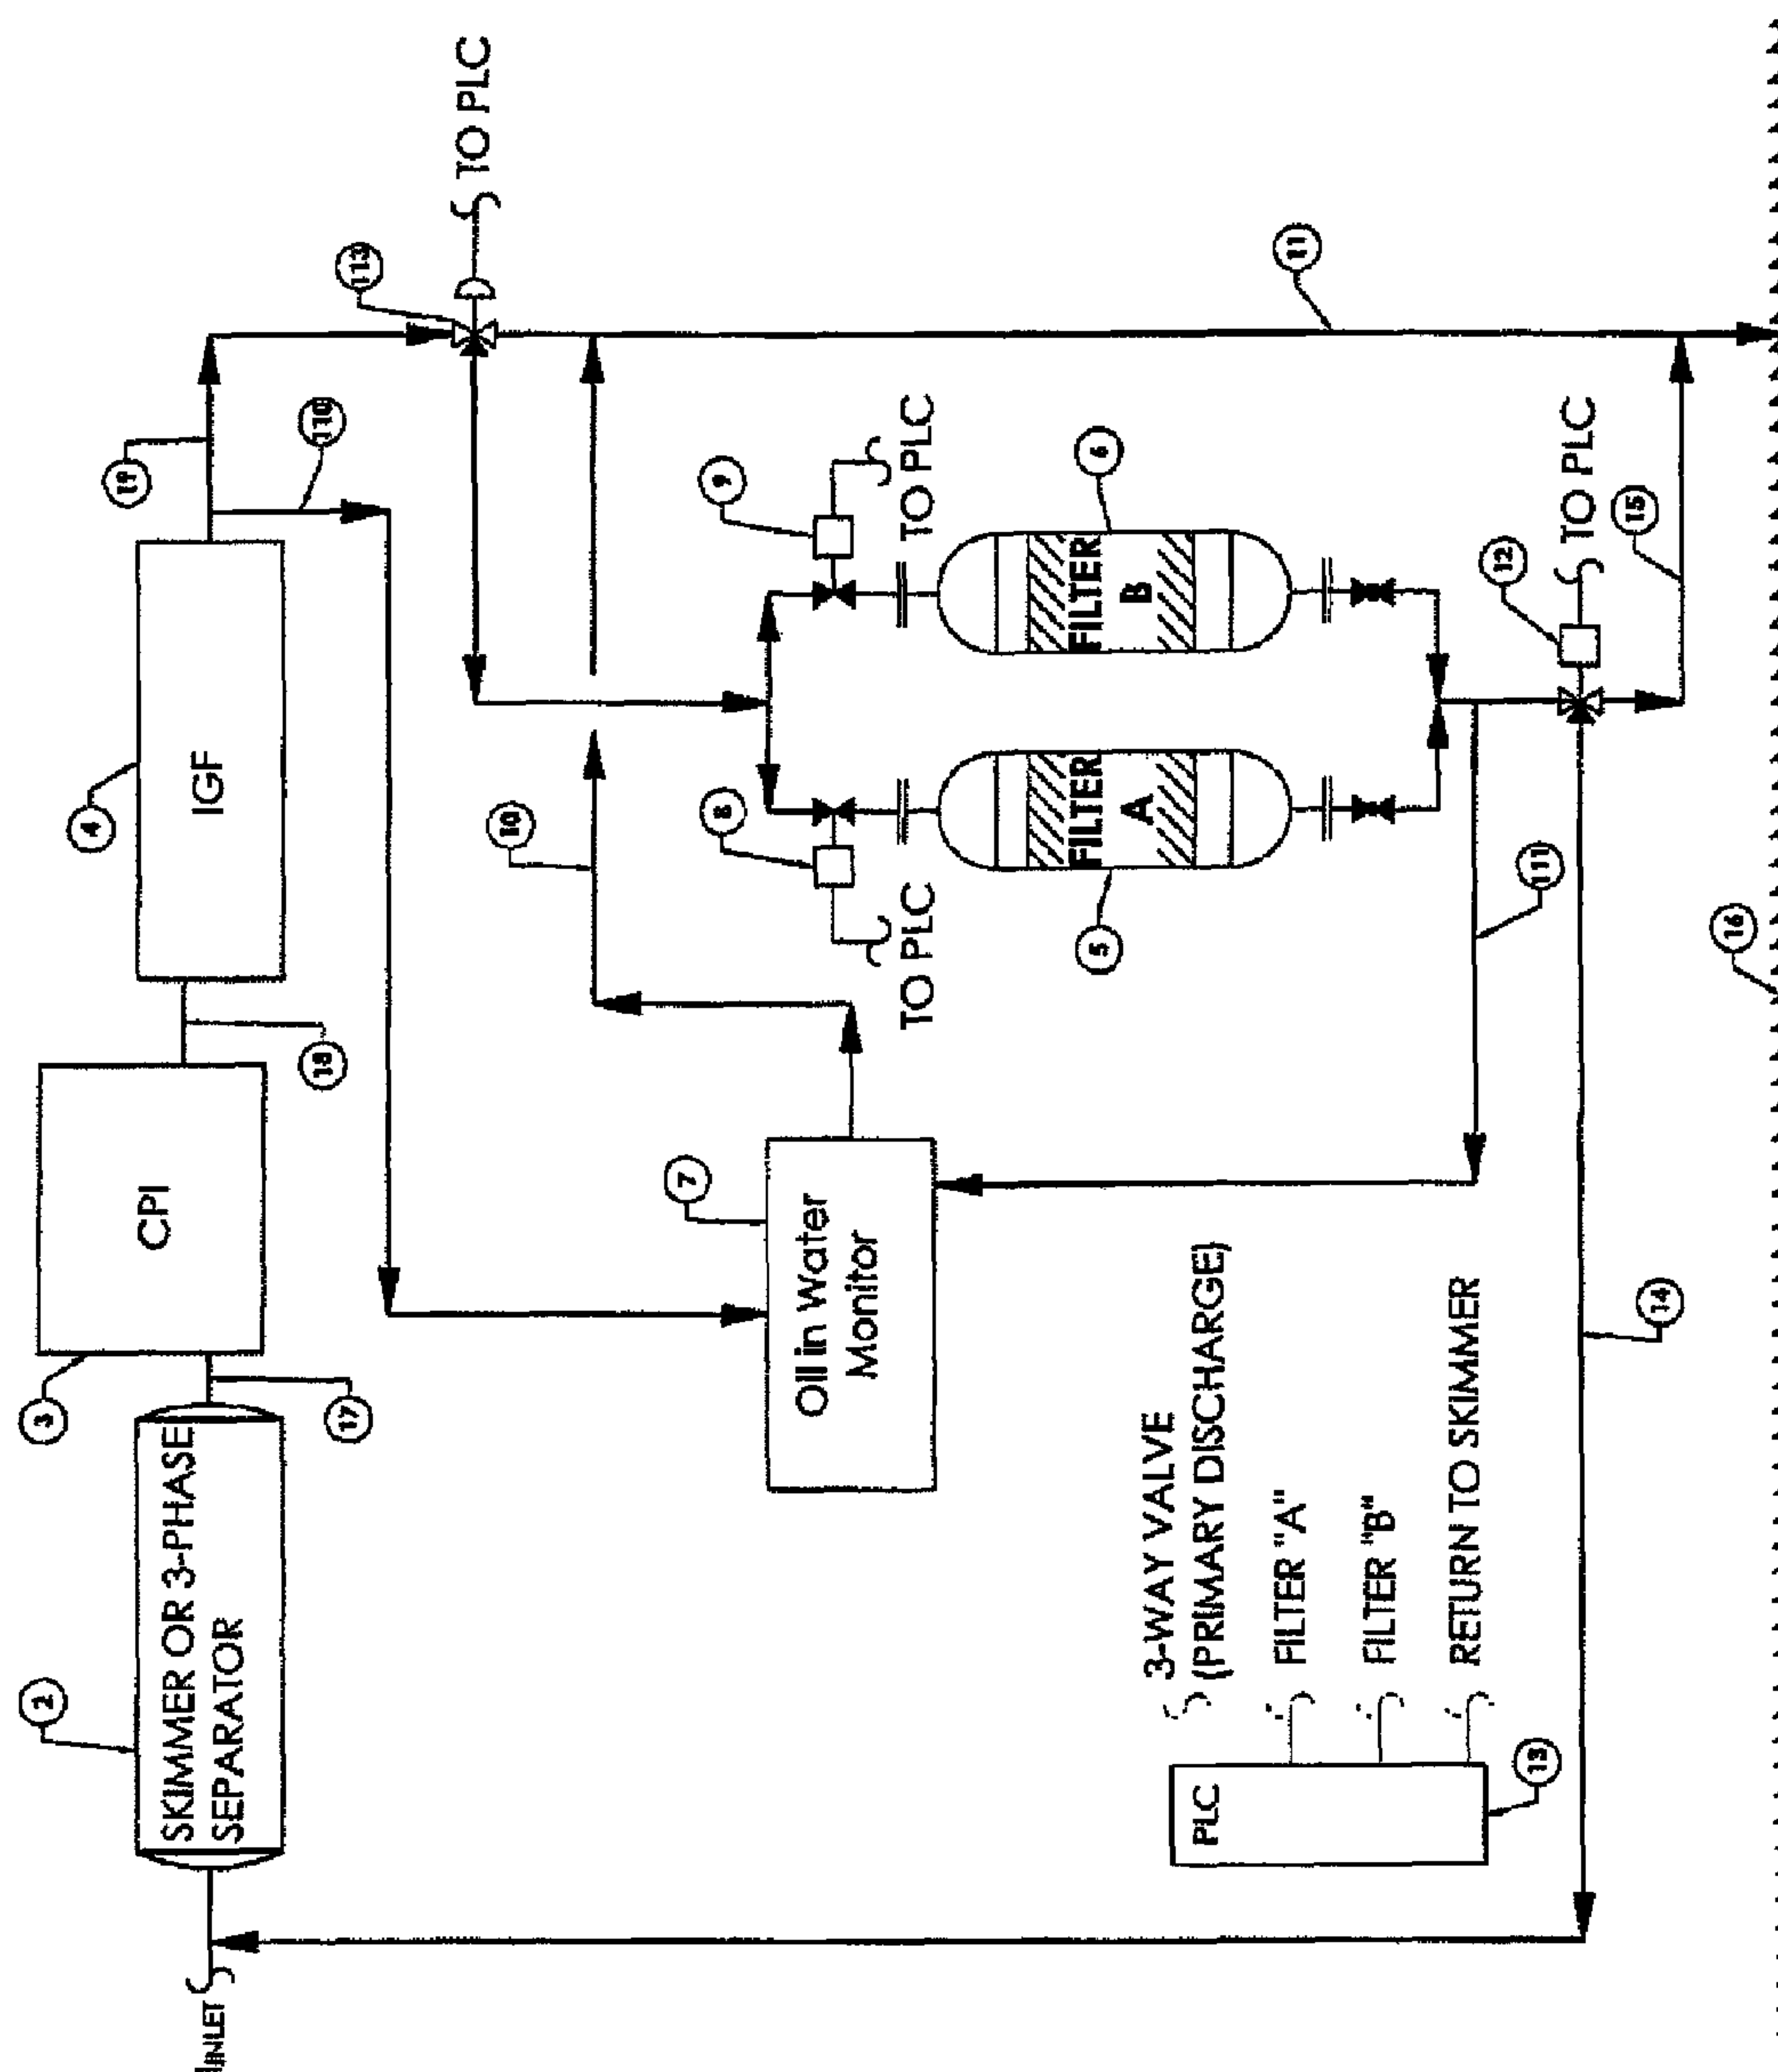 2
3
4
INLET
SKIMMER OR 3-PHASE
SEPARATOR
CPI
IGF
19
17
18
110
113
TO PLC
10
7
8
9
Oil in Water
Monitor
TO PLC
TO PLC
5
6
FILTER
A
FILTER
B
3-WAY VALVE
(PRIMARY DISCHARGE)
PLC
FILTER "A"
FILTER "B"
RETURN TO SKIMMER
11
13
111
12
TO PLC
14
15
16